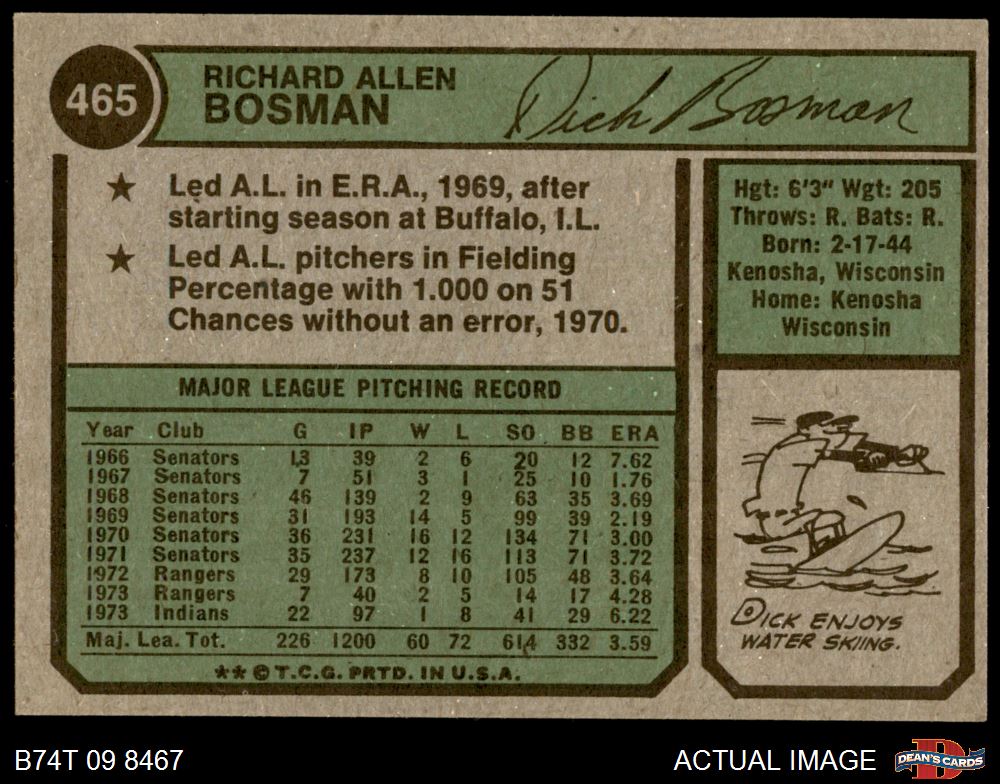 465
RICHARD ALLEN
BOSMAN
Dick Bosman
★ Led A.L. in E.R.A., 1969, after
starting season at Buffalo, I.L.
★ Led A.L. pitchers in Fielding
Percentage with 1.000 on 51
Chances without an error, 1970.
Hgt: 6'3" Wgt: 205
Throws: R. Bats: R.
Born: 2-17-44
Kenosha, Wisconsin
Home: Kenosha
Wisconsin
MAJOR LEAGUE PITCHING RECORD
Year Club G IP W L SO BB ERA
1966 Senators 13 39 2 6 20 12 7.62
1967 Senators 7 51 3 1 25 10 1.76
1968 Senators 46 139 2 9 63 35 3.69
1969 Senators 31 193 14 5 99 39 2.19
1970 Senators 36 231 16 12 134 71 3.00
1971 Senators 35 237 12 16 113 71 3.72
1972 Rangers 29 173 8 10 105 48 3.64
1973 Rangers 7 40 2 5 14 17 4.28
1973 Indians 22 97 1 8 41 29 6.22
Maj. Lea. Tot. 226 1200 60 72 614 332 3.59
**©T.C.G. PRTD. IN U.S.A.
DICK ENJOYS
WATER SKIING.
B74T 09 8467
ACTUAL IMAGE
D
DEAN'S CARDS